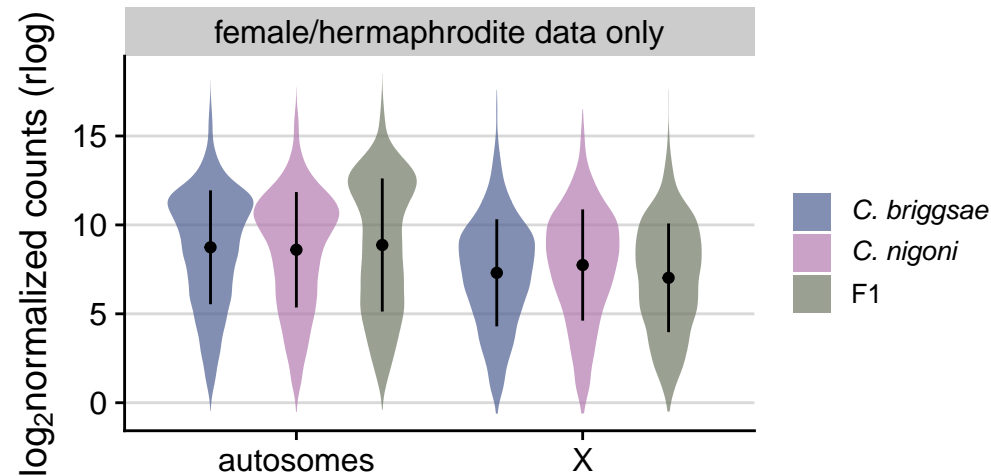 female/hermaphrodite data only
log₂normalized counts (rlog)
15
10
5
0
autosomes
X
C. briggsae
C. nigoni
F1